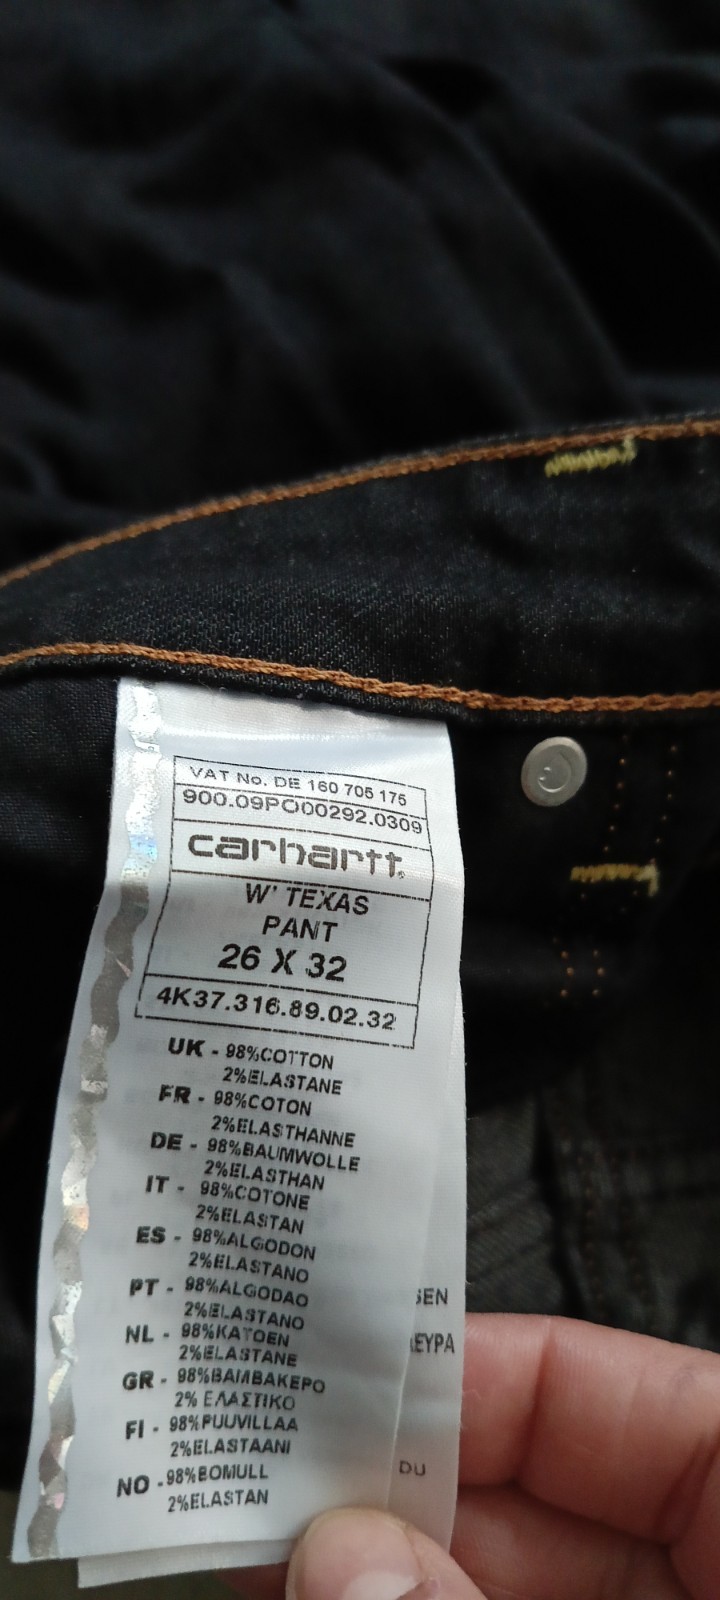 VAT No. DE 160 705 175
900.09PO00292.0309
carhartt
W' TEXAS
PANT
26 X 32
4K37.316.89.02.32
UK - 98%COTTON
2%ELASTANE
FR - 98%COTON
2%ELASTHANNE
DE - 98%BAUMWOLLE
2%ELASTHAN
IT - 98%COTONE
2%ELASTAN
ES - 98%ALGODON
2%ELASTANO
PT - 98%ALGODAO
2%ELASTANO
NL - 98%KATOEN
2%ELASTANE
GR - 98%BAMBAKEPO
2% ΕΛΑΣΤΙΚΟ
FI - 98%PUUVILLAA
2%ELASTAANI
NO - 98%BOMULL
2%ELASTAN
DU